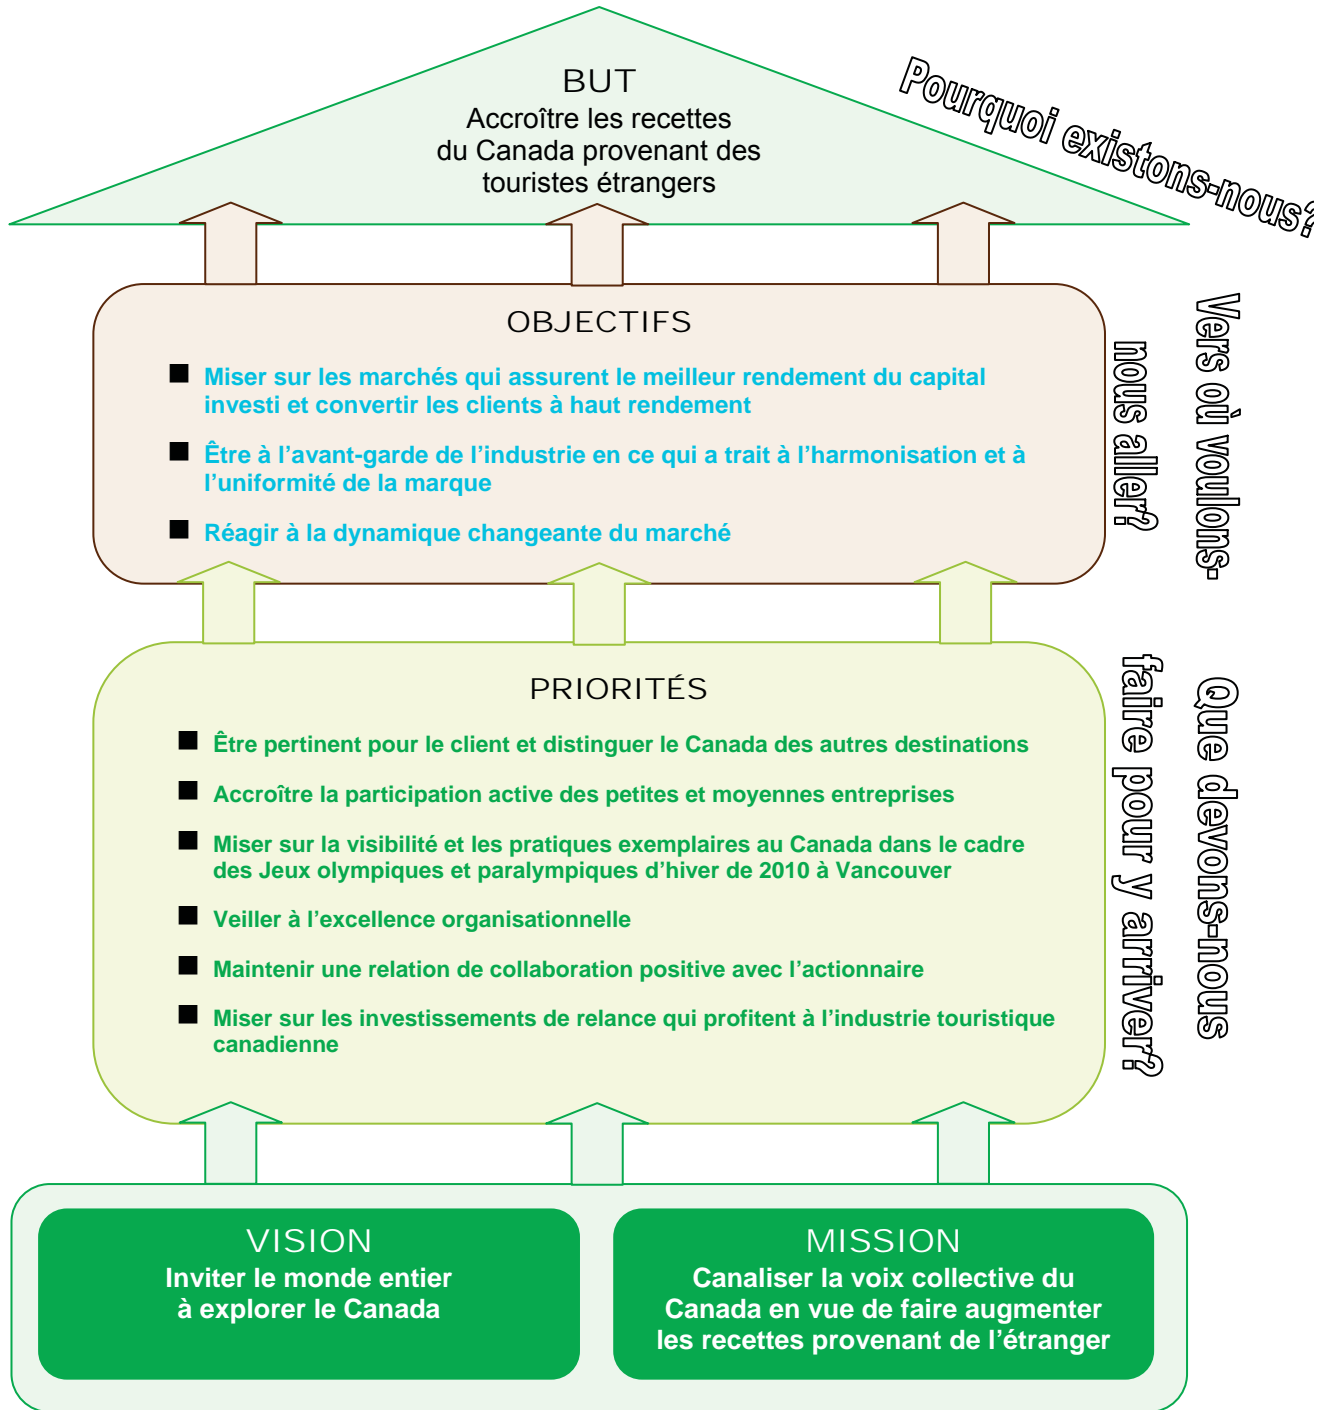 BUT
Accroître les recettes
du Canada provenant des
touristes étrangers
Pourquoi existons-nous?
OBJECTIFS
Miser sur les marchés qui assurent le meilleur rendement du capital
investi et convertir les clients à haut rendement
Être à l’avant-garde de l’industrie en ce qui a trait à l’harmonisation et à
l’uniformité de la marque
Réagir à la dynamique changeante du marché
Vers où voulons-
nous aller?
PRIORITÉS
Être pertinent pour le client et distinguer le Canada des autres destinations
Accroître la participation active des petites et moyennes entreprises
Miser sur la visibilité et les pratiques exemplaires au Canada dans le cadre
des Jeux olympiques et paralympiques d’hiver de 2010 à Vancouver
Veiller à l’excellence organisationnelle
Maintenir une relation de collaboration positive avec l’actionnaire
Miser sur les investissements de relance qui profitent à l’industrie touristique
canadienne
Que devons-nous
faire pour y arriver?
VISION
Inviter le monde entier
à explorer le Canada
MISSION
Canaliser la voix collective du
Canada en vue de faire augmenter
les recettes provenant de l’étranger